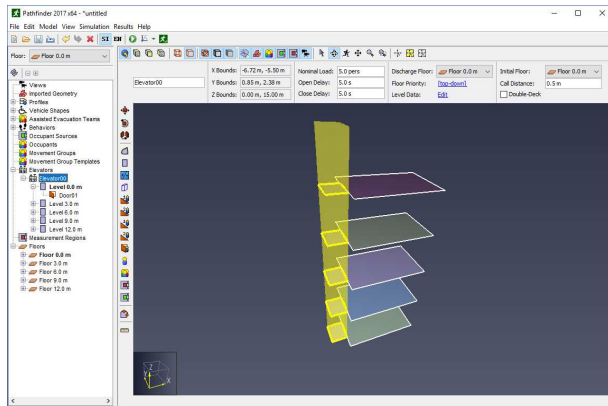 Pathfinder 2017 x64 - *untitled
File Edit Model View Simulation Results Help
SI EN
Floor: Floor 0.0 m
Views
Imported Geometry
Profiles
Vehicle Shapes
Assisted Evacuation Teams
Behaviors
Occupant Sources
Occupants
Movement Groups
Movement Group Templates
Elevators
Elevator00
Level 0.0 m
Door01
Level 3.0 m
Level 6.0 m
Level 9.0 m
Level 12.0 m
Measurement Regions
Floors
Floor 0.0 m
Floor 3.0 m
Floor 6.0 m
Floor 9.0 m
Floor 12.0 m
Elevator00
X Bounds: -6.72 m, -5.50 m
Y Bounds: 0.85 m, 2.38 m
Z Bounds: 0.00 m, 15.00 m
Nominal Load: 5.0 pers
Open Delay: 5.0 s
Close Delay: 5.0 s
Discharge Floor: Floor 0.0 m
Floor Priority: [top-down]
Level Data: Edit
Initial Floor: Floor 0.0 m
Call Distance: 0.5 m
Double-Deck
Z
Y
X